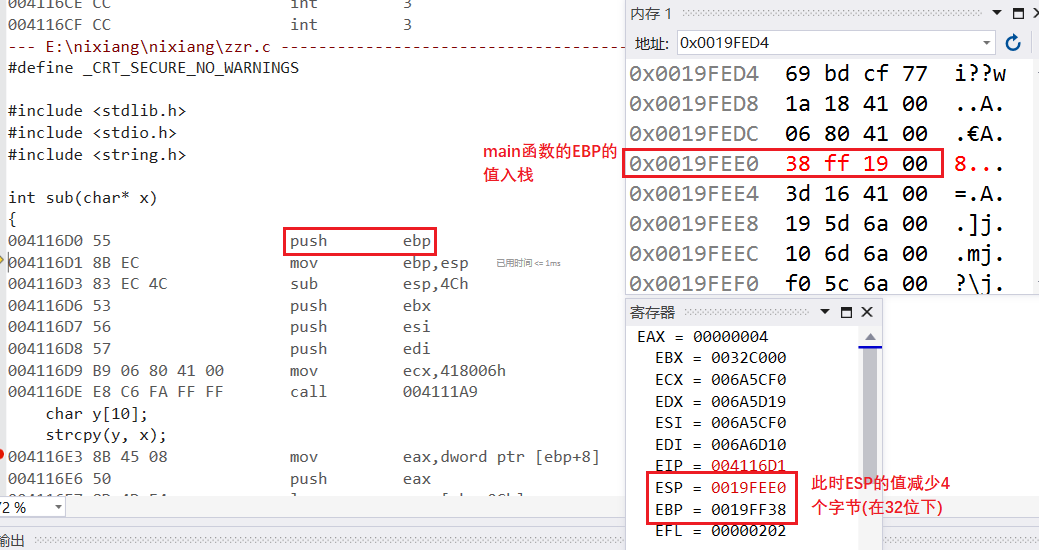 004116CE CC int 3
004116CF CC int 3
--- E:\nixiang\nixiang\zzr.c
#define _CRT_SECURE_NO_WARNINGS
#include <stdlib.h>
#include <stdio.h>
#include <string.h>
int sub(char* x)
{
004116D0 55 push ebp
004116D1 8B EC mov ebp,esp 已用时间 <= 1ms
004116D3 83 EC 4C sub esp,4Ch
004116D6 53 push ebx
004116D7 56 push esi
004116D8 57 push edi
004116D9 B9 06 80 41 00 mov ecx,418006h
004116DE E8 C6 FA FF FF call 004111A9
char y[10];
strcpy(y, x);
004116E3 8B 45 08 mov eax,dword ptr [ebp+8]
004116E6 50 push eax
72 %
输出
main函数的EBP的
值入栈
内存 1
地址: 0x0019FED4
0x0019FED4 69 bd cf 77 i??w
0x0019FED8 1a 18 41 00 ..A.
0x0019FEDC 06 80 41 00 .€A.
0x0019FEE0 38 ff 19 00 8...
0x0019FEE4 3d 16 41 00 =.A.
0x0019FEE8 19 5d 6a 00 .]j.
0x0019FEEC 10 6d 6a 00 .mj.
0x0019FEF0 f0 5c 6a 00 ?\j.
寄存器
EAX = 00000004
EBX = 0032C000
ECX = 006A5CF0
EDX = 006A5D19
ESI = 006A5CF0
EDI = 006A6D10
EIP = 004116D1
ESP = 0019FEE0
EBP = 0019FF38
EFL = 00000202
此时ESP的值减少4
个字节(在32位下)